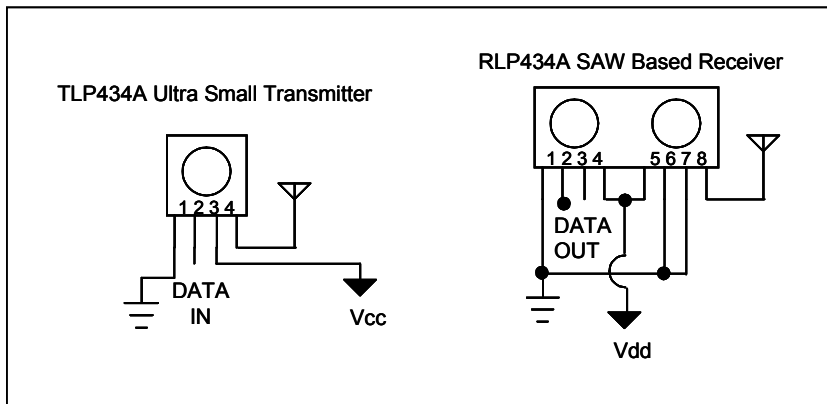 TLP434A Ultra Small Transmitter
1 2 3 4
DATA
IN
Vcc
RLP434A SAW Based Receiver
1 2 3 4 5 6 7 8
DATA
OUT
Vdd